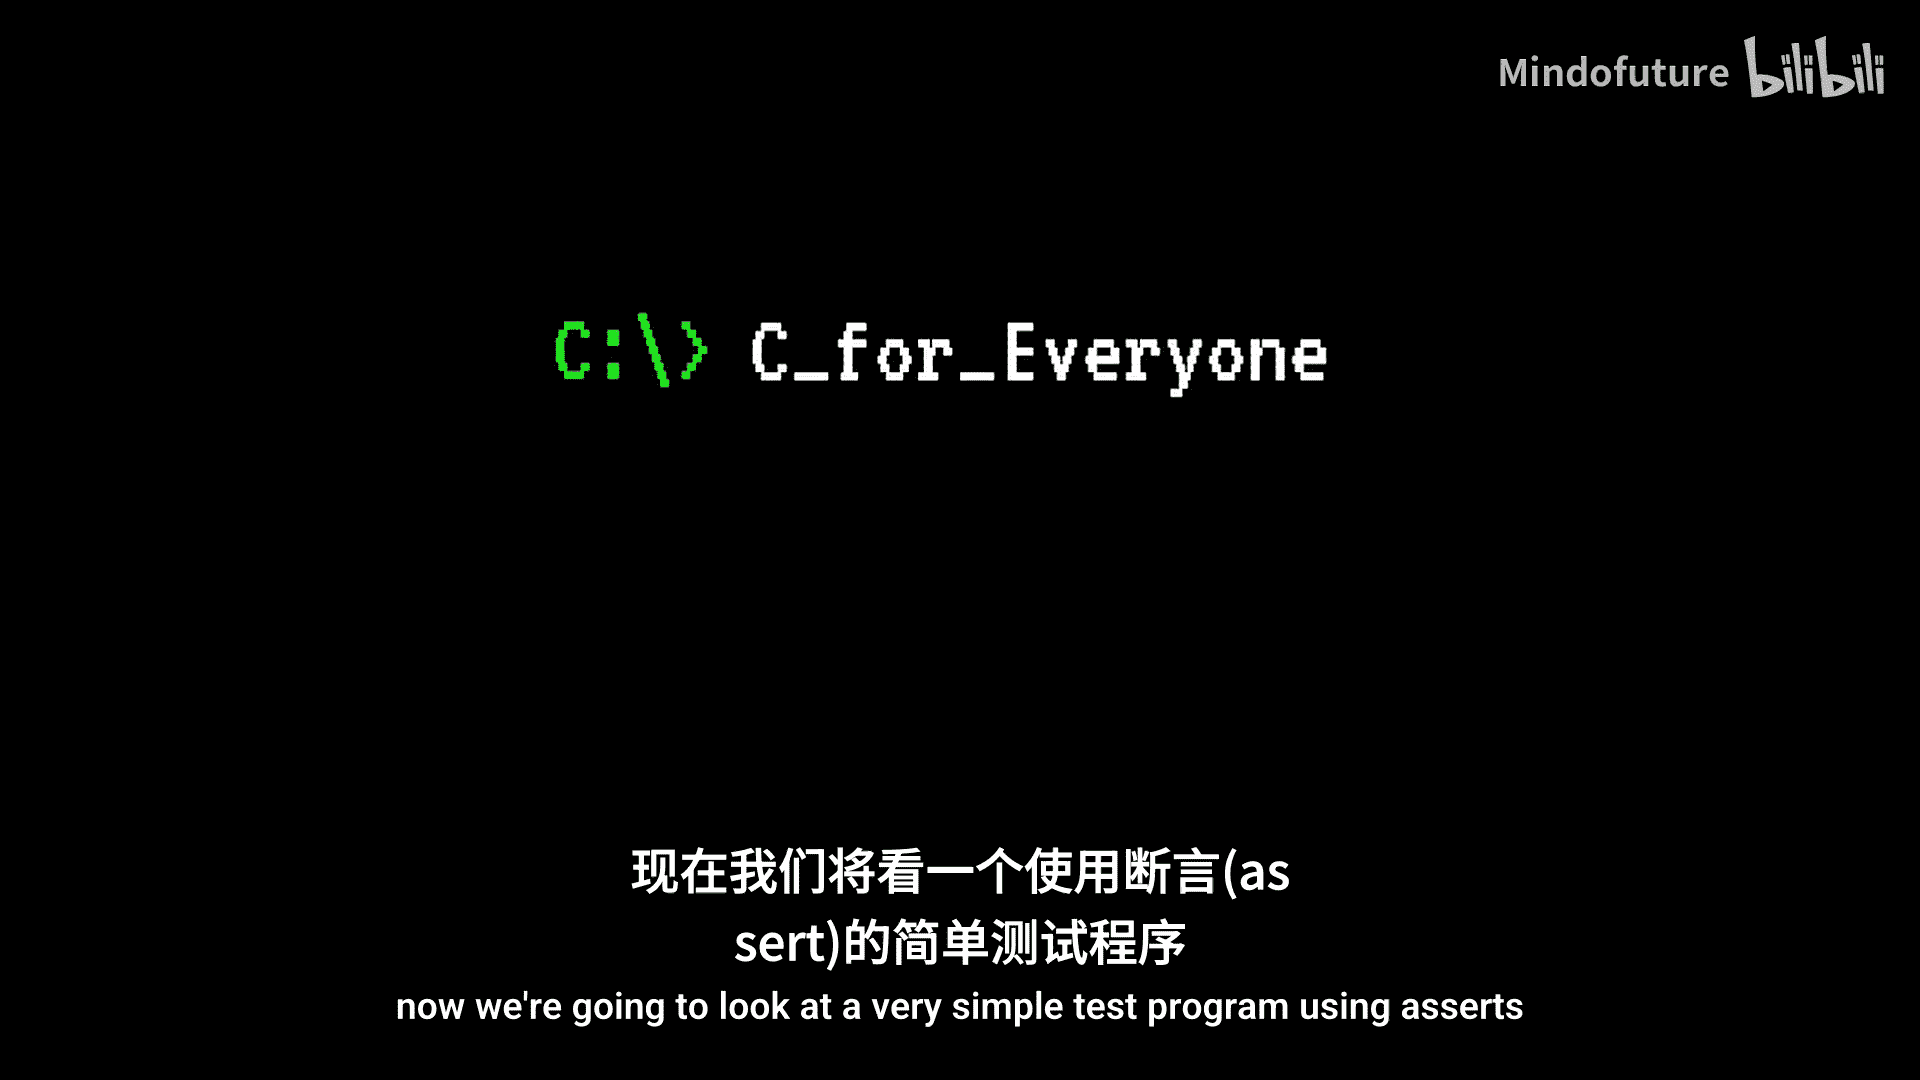 Mindofuture bilibili
C:\> C_for_Everyone
现在我们将看一个使用断言(as
sert)的简单测试程序
now we're going to look at a very simple test program using asserts